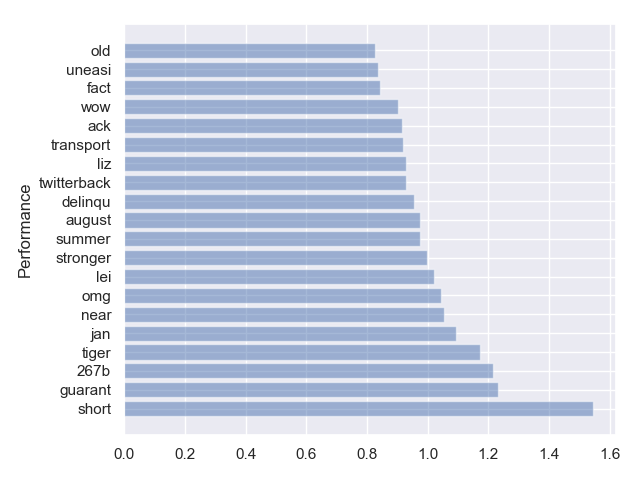 Performance
old
uneasi
fact
wow
ack
transport
liz
twitterback
delinqu
august
summer
stronger
lei
omg
near
jan
tiger
267b
guarant
short
0.0 0.2 0.4 0.6 0.8 1.0 1.2 1.4 1.6